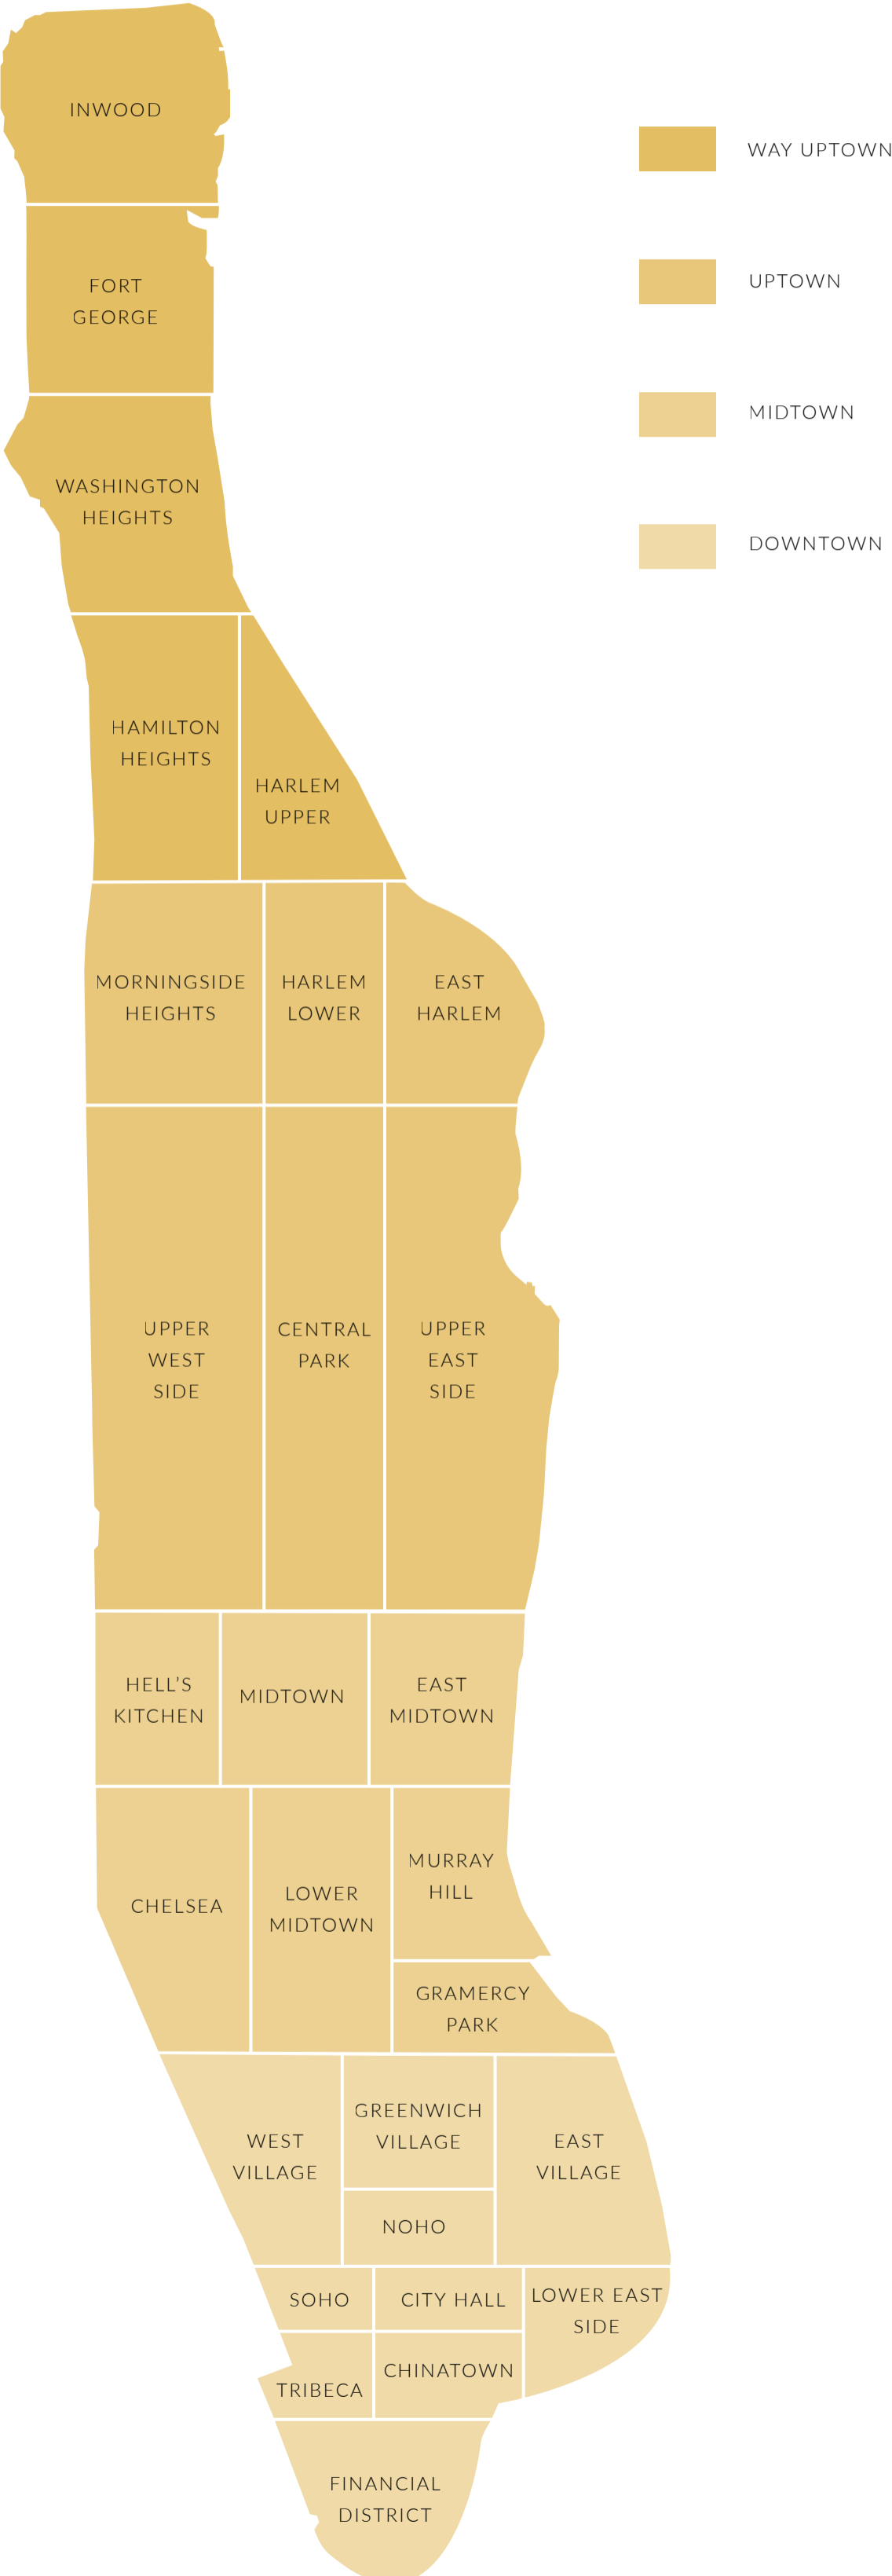 INWOOD
WAY UPTOWN
UPTOWN
FORT
GEORGE
MIDTOWN
WASHINGTON
HEIGHTS
DOWNTOWN
HAMILTON
HEIGHTS
HARLEM
UPPER
MORNINGSIDE
HEIGHTS
HARLEM
LOWER
EAST
HARLEM
UPPER
WEST
SIDE
CENTRAL
PARK
UPPER
EAST
SIDE
HELL'S
KITCHEN
MIDTOWN
EAST
MIDTOWN
CHELSEA
LOWER
MIDTOWN
MURRAY
HILL
GRAMERCY
PARK
WEST
VILLAGE
GREENWICH
VILLAGE
EAST
VILLAGE
NOHO
SOHO
CITY HALL
LOWER EAST
SIDE
TRIBECA
CHINATOWN
FINANCIAL
DISTRICT